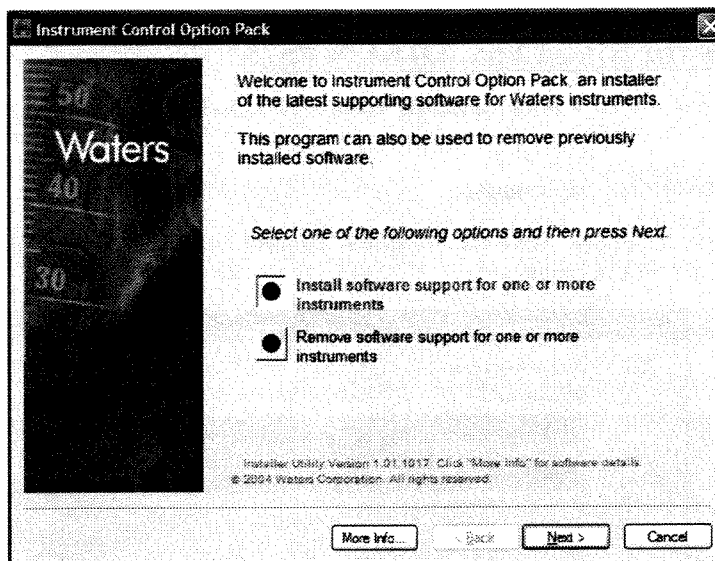 Instrument Control Option Pack
50
Waters
40
30
Welcome to Instrument Control Option Pack, an installer
of the latest supporting software for Waters instruments.
This program can also be used to remove previously
installed software.
Select one of the following options and then press Next.
Install software support for one or more
instruments
Remove software support for one or more
instruments
Installer Utility Version 1.01.1017. Click "More Info" for software details.
© 2004 Waters Corporation. All rights reserved.
More Info...
< Back
Next >
Cancel